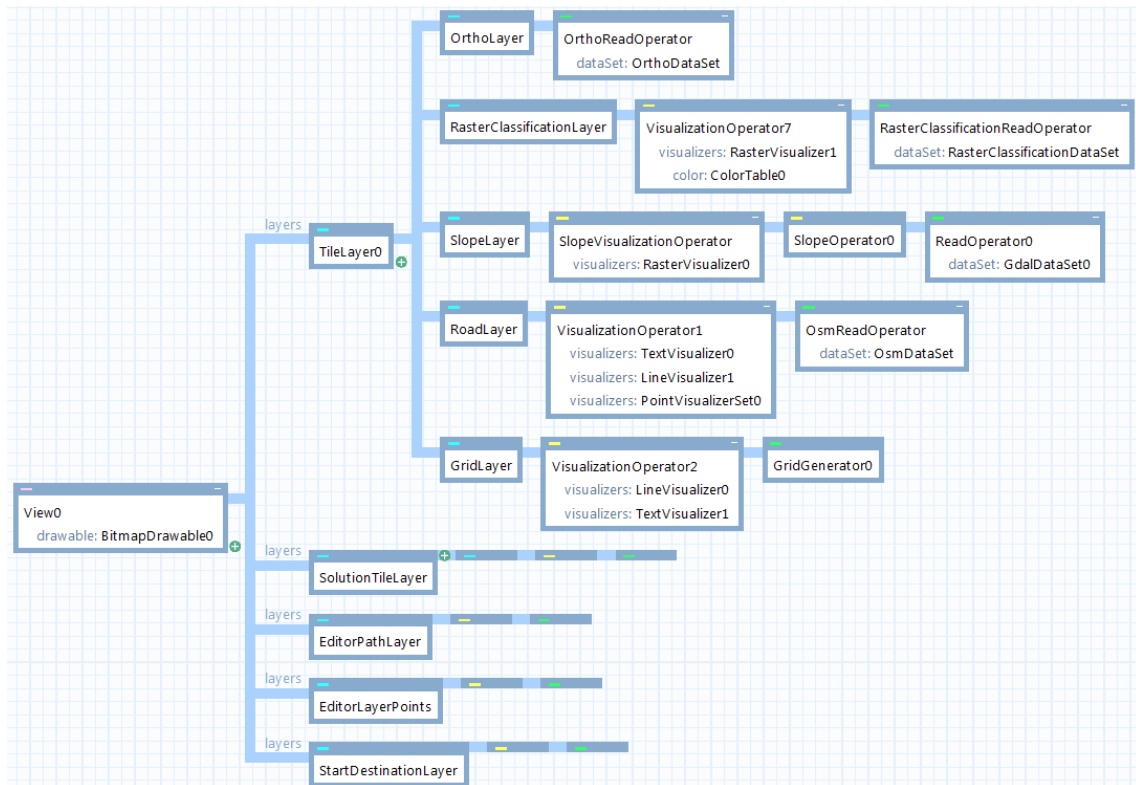 OrthoLayer
OrthoReadOperator
dataSet: OrthoDataSet
RasterClassificationLayer
VisualizationOperator7
visualizers: RasterVisualizer1
color: ColorTable0
RasterClassificationReadOperator
dataSet: RasterClassificationDataSet
layers
TileLayer0
SlopeLayer
SlopeVisualizationOperator
visualizers: RasterVisualizer0
SlopeOperator0
ReadOperator0
dataSet: GdalDataSet0
RoadLayer
VisualizationOperator1
visualizers: TextVisualizer0
visualizers: LineVisualizer1
visualizers: PointVisualizerSet0
OsmReadOperator
dataSet: OsmDataSet
GridLayer
VisualizationOperator2
visualizers: LineVisualizer0
visualizers: TextVisualizer1
GridGenerator0
View0
drawable: BitmapDrawable0
layers
SolutionTileLayer
layers
EditorPathLayer
layers
EditorLayerPoints
layers
StartDestinationLayer